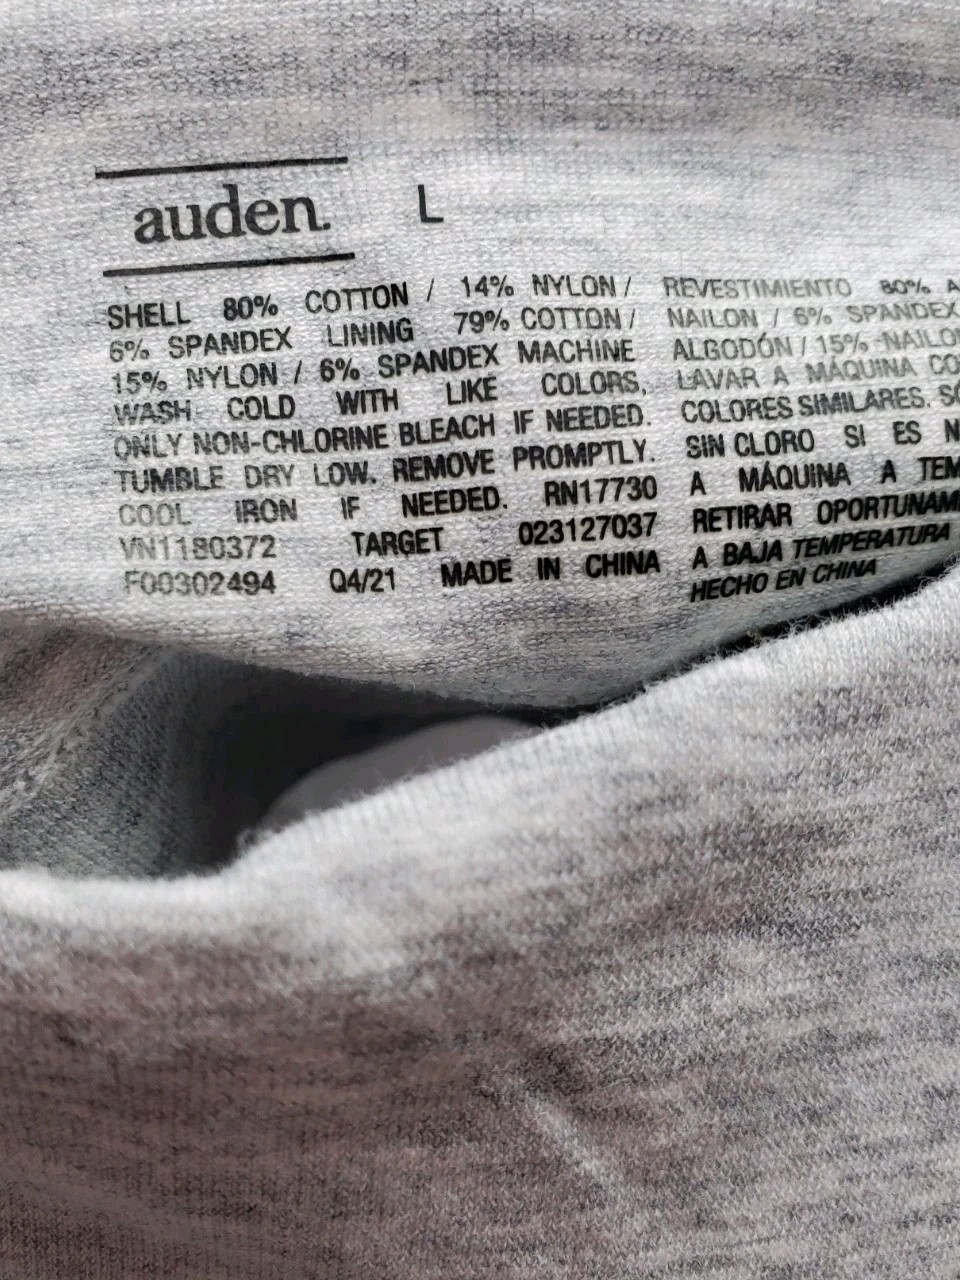 auden. L
SHELL 80% COTTON / 14% NYLON /
6% SPANDEX LINING 79% COTTON /
15% NYLON / 6% SPANDEX MACHINE
WASH COLD WITH LIKE COLORS,
ONLY NON-CHLORINE BLEACH IF NEEDED.
TUMBLE DRY LOW. REMOVE PROMPTLY.
COOL IRON IF NEEDED. RN17730
VN1180372 TARGET 023127037
F00302494 Q4/21 MADE IN CHINA
REVESTIMIENTO 80%
NAILON / 6% SPANDEX
ALGODÓN / 15%
LAVAR A MÁQUINA
COLORES SIMILARES.
SIN CLORO SI ES
A MÁQUINA A
RETIRAR
A BAJA TEMPERATURA
HECHO EN CHINA